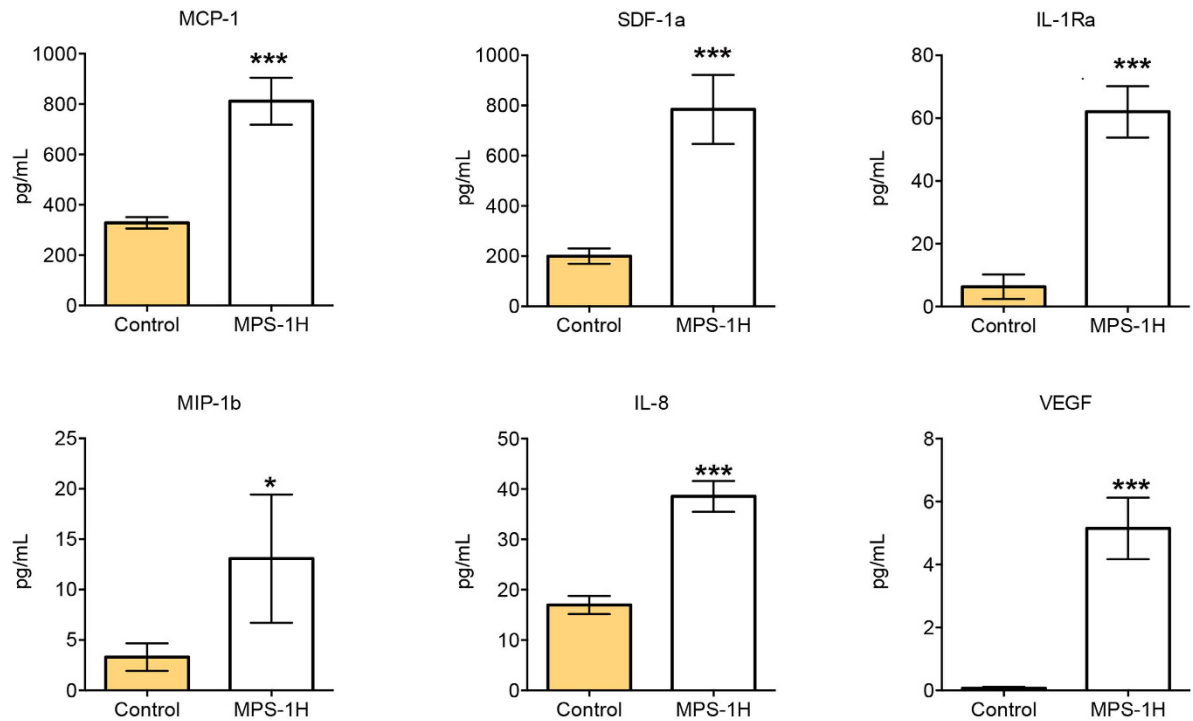 MCP-1
pg/mL
1000
800
600
400
200
0
***
Control
MPS-1H
SDF-1a
pg/mL
1000
800
600
400
200
0
***
Control
MPS-1H
IL-1Ra
pg/mL
80
60
40
20
0
***
Control
MPS-1H
MIP-1b
pg/mL
25
20
15
10
5
0
*
Control
MPS-1H
IL-8
pg/mL
50
40
30
20
10
0
***
Control
MPS-1H
VEGF
pg/mL
8
6
4
2
0
***
Control
MPS-1H